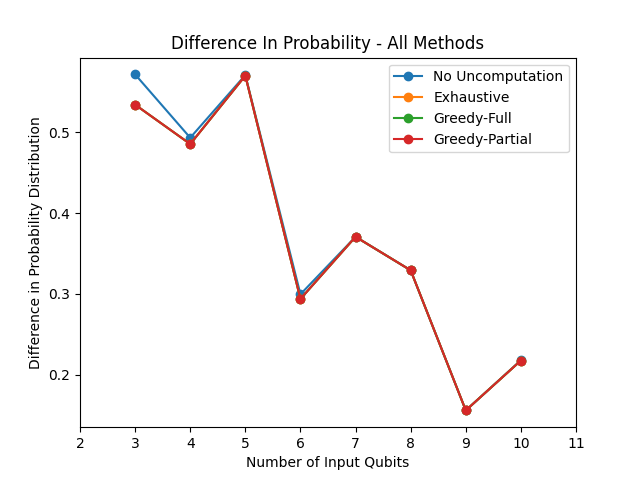 Difference In Probability - All Methods
No Uncomputation
Exhaustive
Greedy-Full
Greedy-Partial
Difference in Probability Distribution
0.5
0.4
0.3
0.2
2 3 4 5 6 7 8 9 10 11
Number of Input Qubits